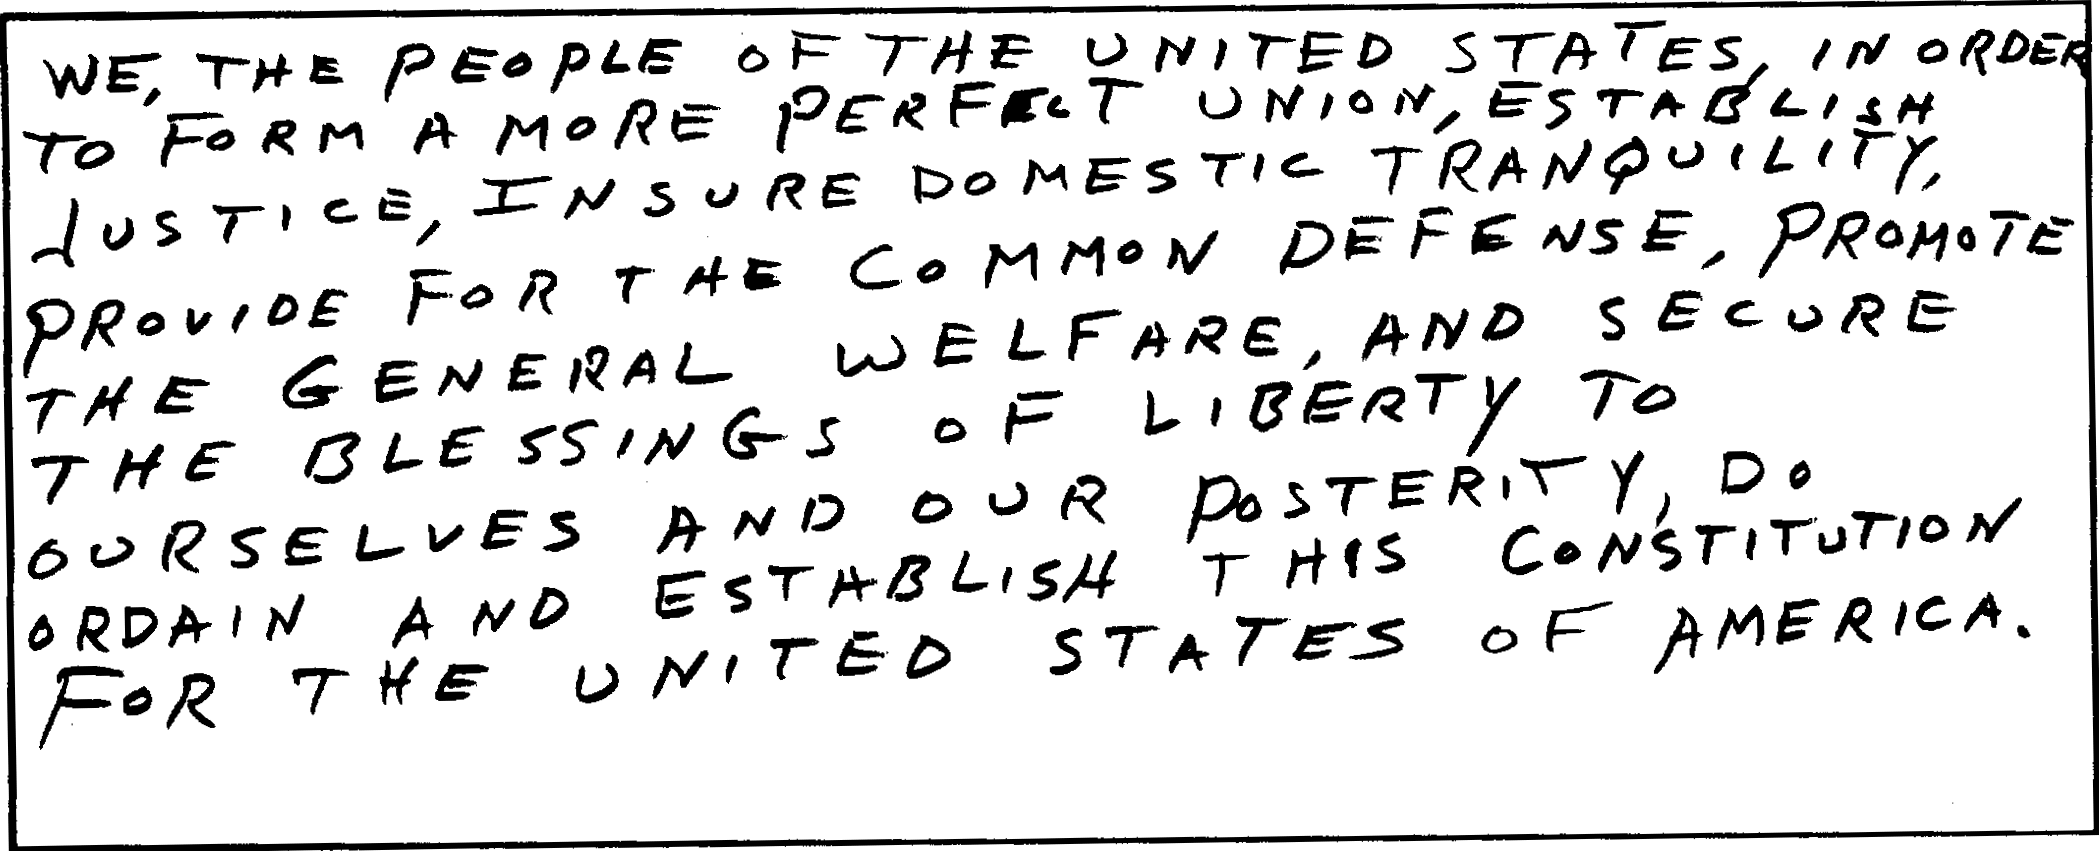 WE, THE PEOPLE OF THE UNITED STATES, IN ORDER
TO FORM A MORE PERFECT UNION, ESTABLISH
JUSTICE, INSURE DOMESTIC TRANQUILITY,
PROVIDE FOR THE COMMON DEFENSE, PROMOTE
THE GENERAL WELFARE, AND SECURE
THE BLESSINGS OF LIBERTY TO
OURSELVES AND OUR POSTERITY, DO
ORDAIN AND ESTABLISH THIS CONSTITUTION
FOR THE UNITED STATES OF AMERICA.